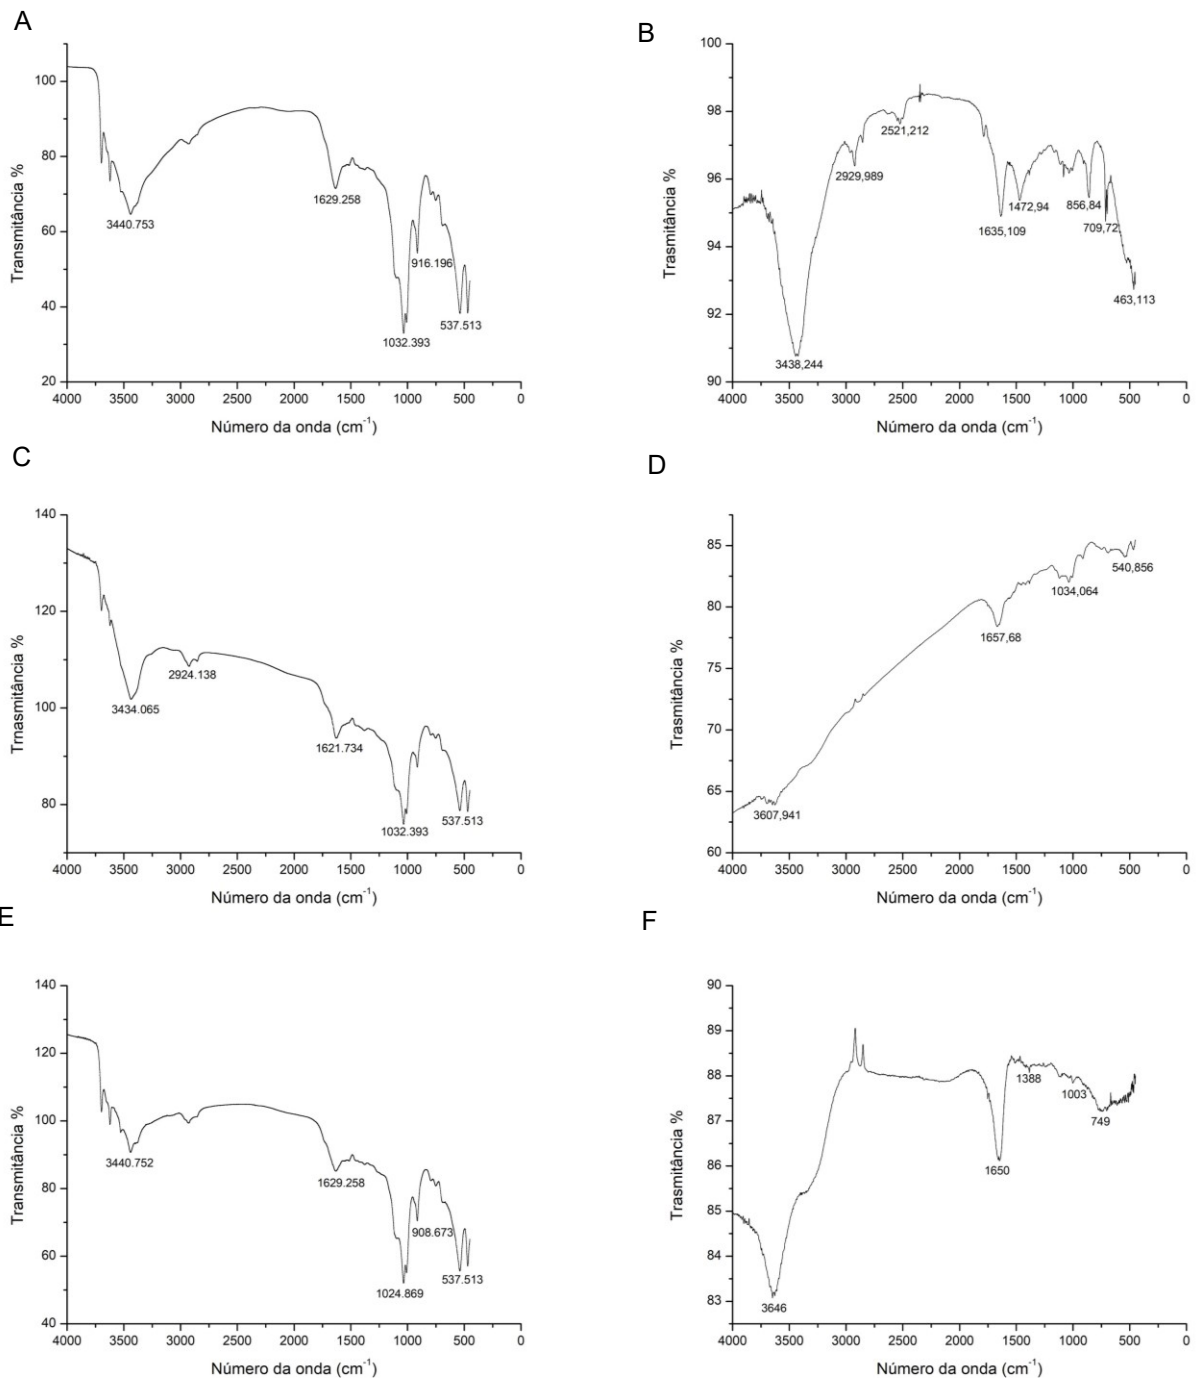 A
Transmitância %
100
80
60
40
20
3440.753
1629.258
916.196
1032.393
537.513
4000 3500 3000 2500 2000 1500 1000 500 0
Número da onda (cm-1)
B
Trasmitância %
100
98
96
94
92
90
2521,212
2929,989
1472,94
856,84
1635,109
709,72
463,113
3438,244
4000 3500 3000 2500 2000 1500 1000 500 0
Número da onda (cm-1)
C
Trnasmitância %
140
120
100
80
2924.138
3434.065
1621.734
1032.393
537.513
4000 3500 3000 2500 2000 1500 1000 500 0
Número da onda (cm-1)
D
Trasmitância %
85
80
75
70
65
60
540,856
1034,064
1657,68
3607,941
4000 3500 3000 2500 2000 1500 1000 500 0
Número da onda (cm-1)
E
Transmitância %
140
120
100
80
60
40
3440.752
1629.258
908.673
537.513
1024.869
4000 3500 3000 2500 2000 1500 1000 500 0
Número da onda (cm-1)
F
Trasmitância %
90
89
88
87
86
85
84
83
1388
1003
749
1650
3646
4000 3500 3000 2500 2000 1500 1000 500 0
Número da onda (cm-1)